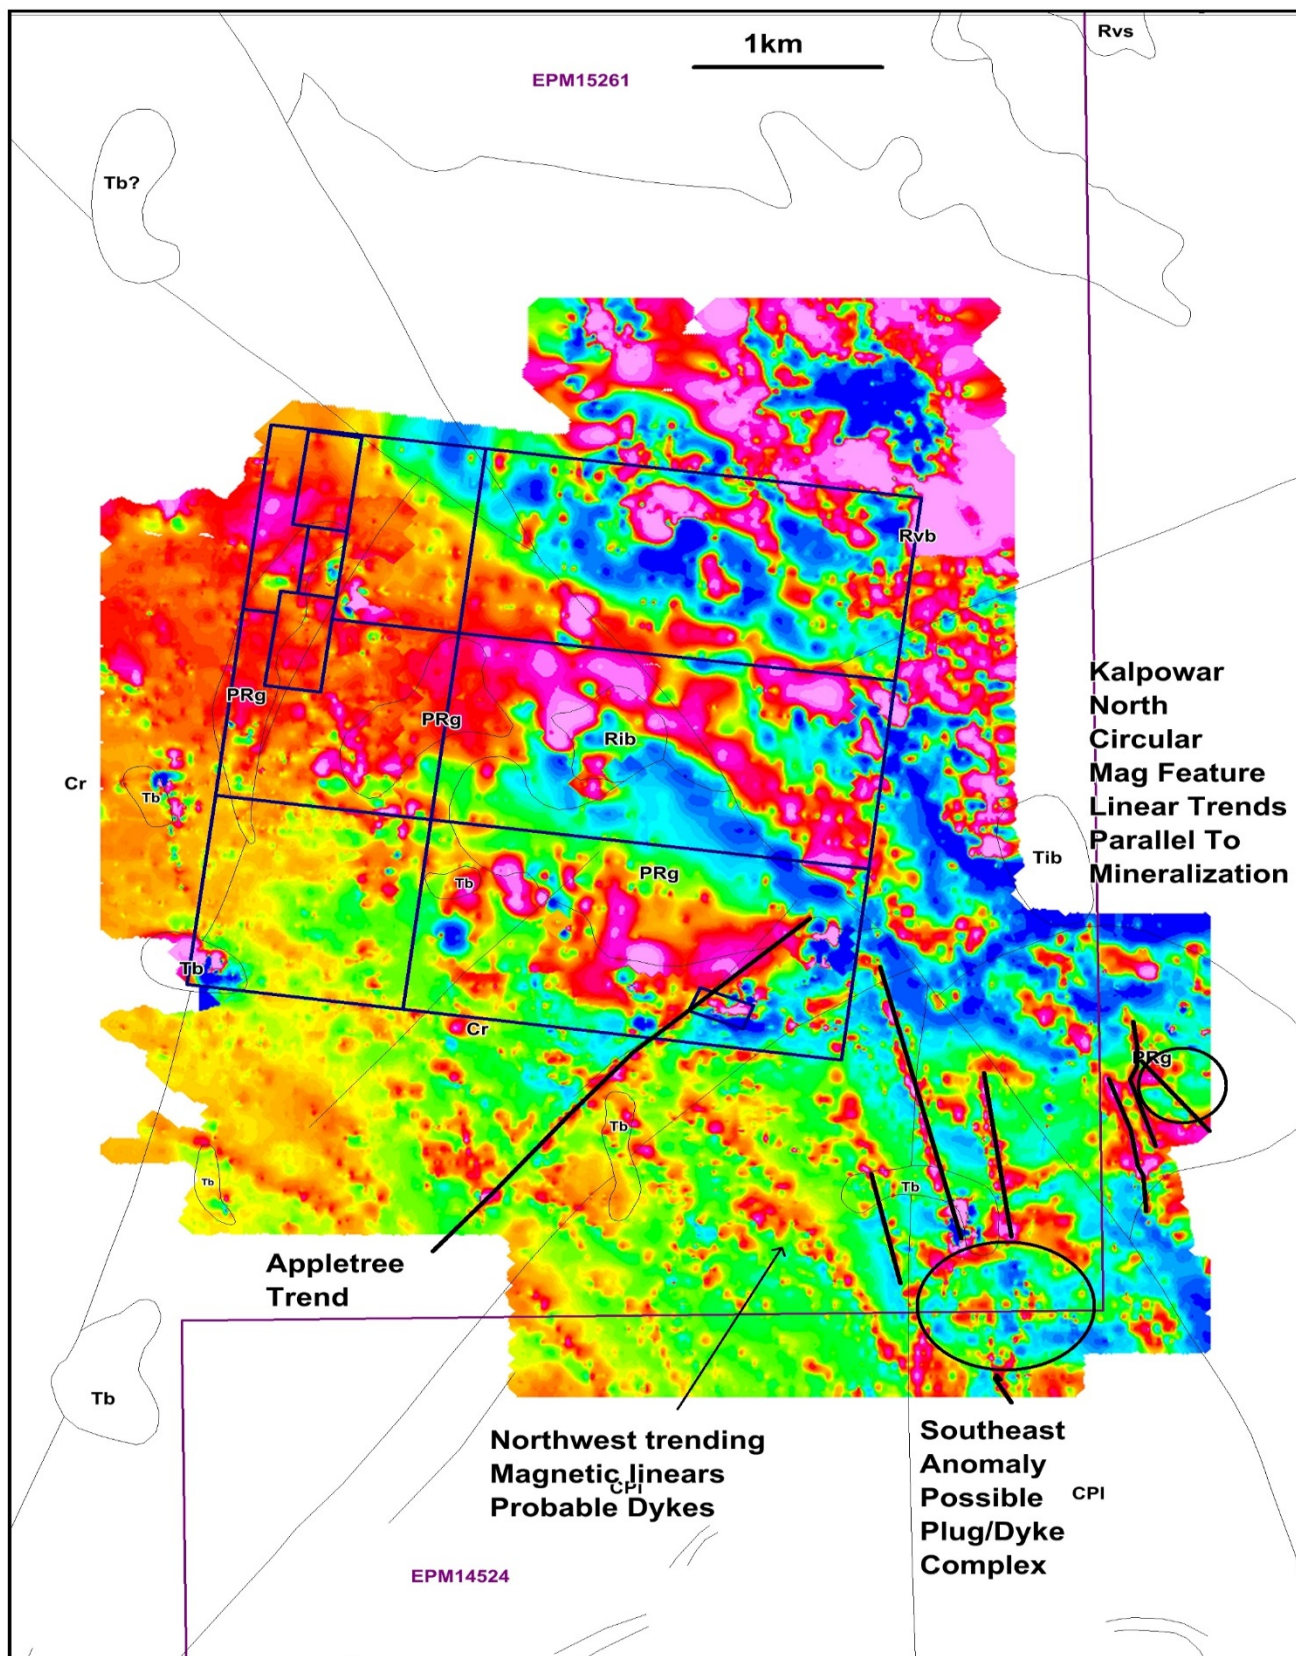 Rvs
1km
EPM15261
Tb?
Rvb
Kalpowar
North
Circular
Mag Feature
Linear Trends
Parallel To
Mineralization
PRg
PRg
Rib
Cr
Tb
Tib
PRg
Tb
Tb
Cr
PRg
Tb
Tb
Tb
Appletree
Trend
Tb
Northwest trending
Magnetic linears
CPI
Probable Dykes
Southeast
Anomaly
Possible
CPI
Plug/Dyke
Complex
EPM14524